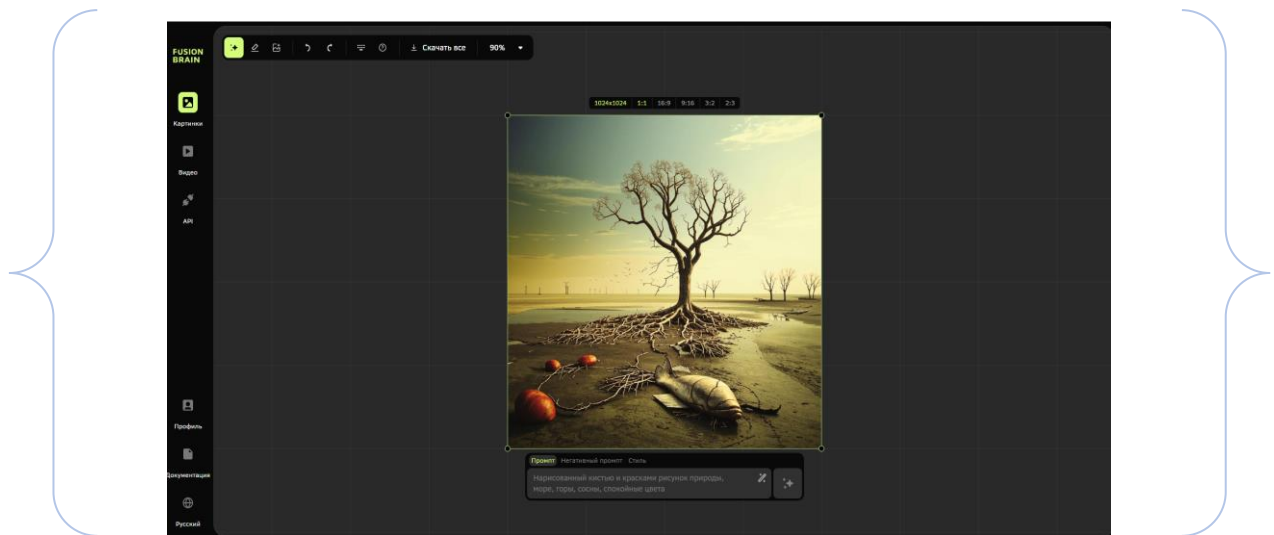 FUSION
BRAIN
Скачать все
90%
Картинки
Видео
API
1024x1024 1:1 16:9 9:16 3:2 2:3
Промпт Негативный промпт Стиль
Нарисованный кистью и красками рисунок природы,
море, горы, сосны, спокойные цвета
Профиль
Документация
Русский